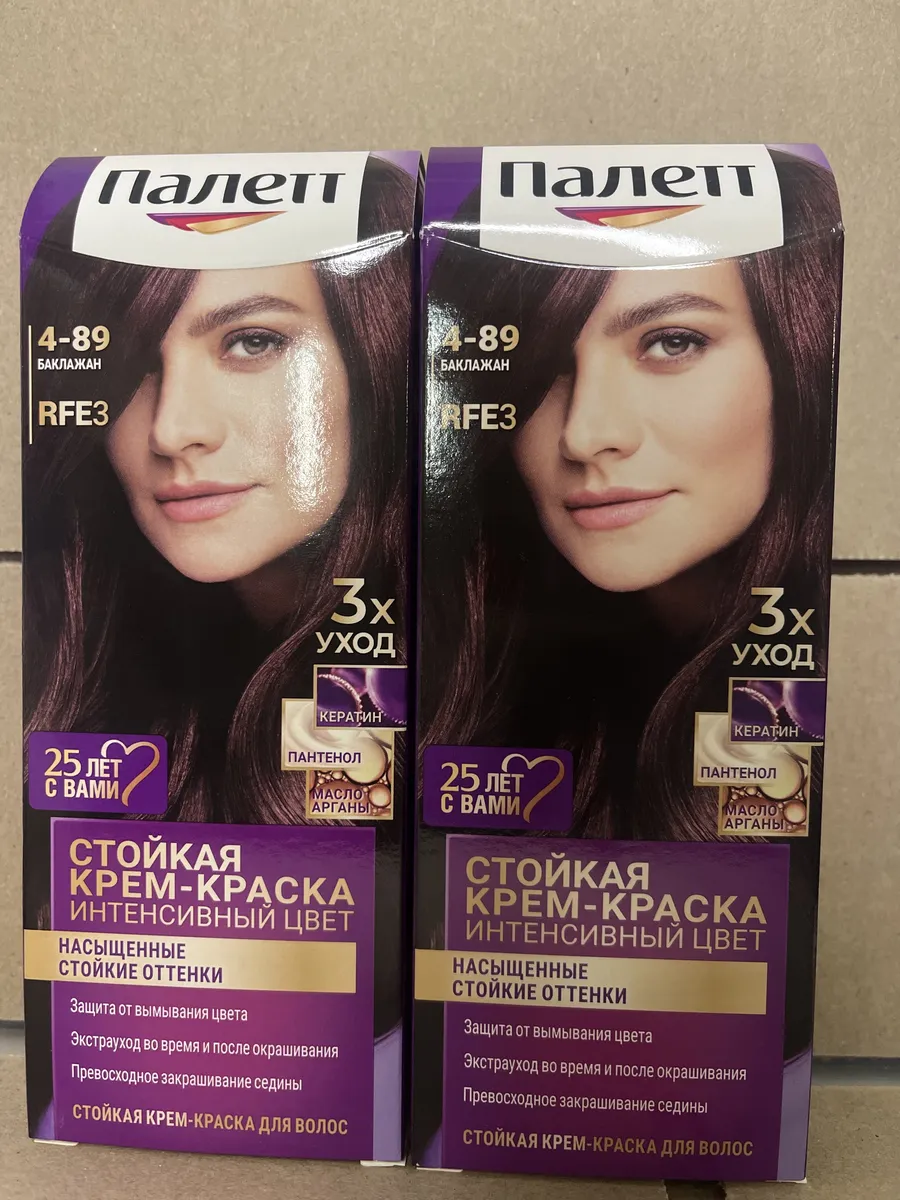 Палетт
4-89
БАКЛАЖАН
RFE3
3x
УХОД
КЕРАТИН
ПАНТЕНОЛ
МАСЛО
АРГАНЫ
25 ЛЕТ
С ВАМИ
СТОЙКАЯ
КРЕМ-КРАСКА
ИНТЕНСИВНЫЙ ЦВЕТ
НАСЫЩЕННЫЕ
СТОЙКИЕ ОТТЕНКИ
Защита от вымывания цвета
Экстрауход во время и после окрашивания
Превосходное закрашивание седины
СТОЙКАЯ КРЕМ-КРАСКА ДЛЯ ВОЛОС
Палетт
4-89
БАКЛАЖАН
RFE3
3x
УХОД
КЕРАТИН
ПАНТЕНОЛ
МАСЛО
АРГАНЫ
25 ЛЕТ
С ВАМИ
СТОЙКАЯ
КРЕМ-КРАСКА
ИНТЕНСИВНЫЙ ЦВЕТ
НАСЫЩЕННЫЕ
СТОЙКИЕ ОТТЕНКИ
Защита от вымывания цвета
Экстрауход во время и после окрашивания
Превосходное закрашивание седины
СТОЙКАЯ КРЕМ-КРАСКА ДЛЯ ВОЛОС